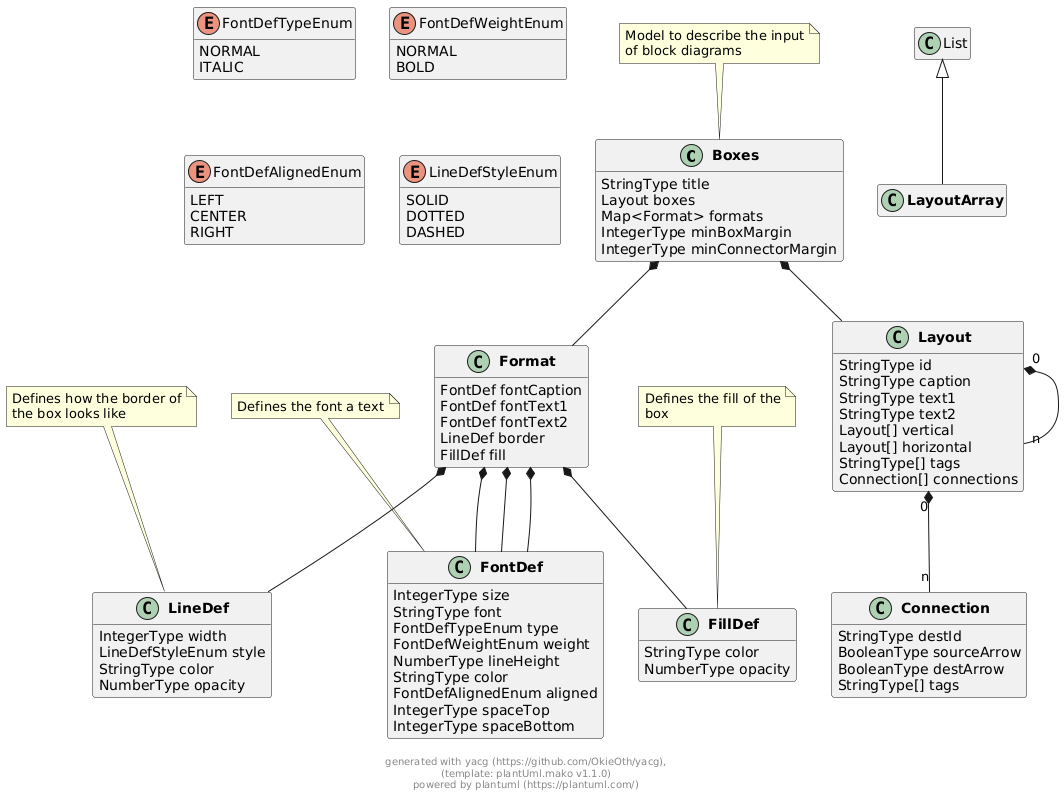 E FontDefTypeEnum
NORMAL
ITALIC
E FontDefWeightEnum
NORMAL
BOLD
Model to describe the input
of block diagrams
C List
E FontDefAlignedEnum
LEFT
CENTER
RIGHT
E LineDefStyleEnum
SOLID
DOTTED
DASHED
C Boxes
StringType title
Layout boxes
Map<Format> formats
IntegerType minBoxMargin
IntegerType minConnectorMargin
C LayoutArray
Defines how the border of
the box looks like
Defines the font a text
C Format
FontDef fontCaption
FontDef fontText1
FontDef fontText2
LineDef border
FillDef fill
Defines the fill of the
box
C Layout
StringType id
StringType caption
StringType text1
StringType text2
Layout[] vertical
Layout[] horizontal
StringType[] tags
Connection[] connections
0
n
0
n
C LineDef
IntegerType width
LineDefStyleEnum style
StringType color
NumberType opacity
C FontDef
IntegerType size
StringType font
FontDefTypeEnum type
FontDefWeightEnum weight
NumberType lineHeight
StringType color
FontDefAlignedEnum aligned
IntegerType spaceTop
IntegerType spaceBottom
C FillDef
StringType color
NumberType opacity
C Connection
StringType destId
BooleanType sourceArrow
BooleanType destArrow
StringType[] tags
generated with yacg (https://github.com/OkieOth/yacg),
(template: plantUml.mako v1.1.0)
powered by plantuml (https://plantuml.com/)